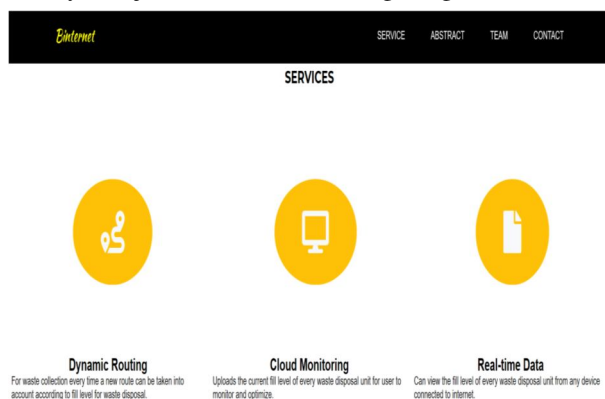 Binternet
SERVICE ABSTRACT TEAM CONTACT
SERVICES
Dynamic Routing
For waste collection every time a new route can be taken into
account according to fill level for waste disposal.
Cloud Monitoring
Uploads the current fill level of every waste disposal unit for user to
monitor and optimize.
Real-time Data
Can view the fill level of every waste disposal unit from any device
connected to internet.